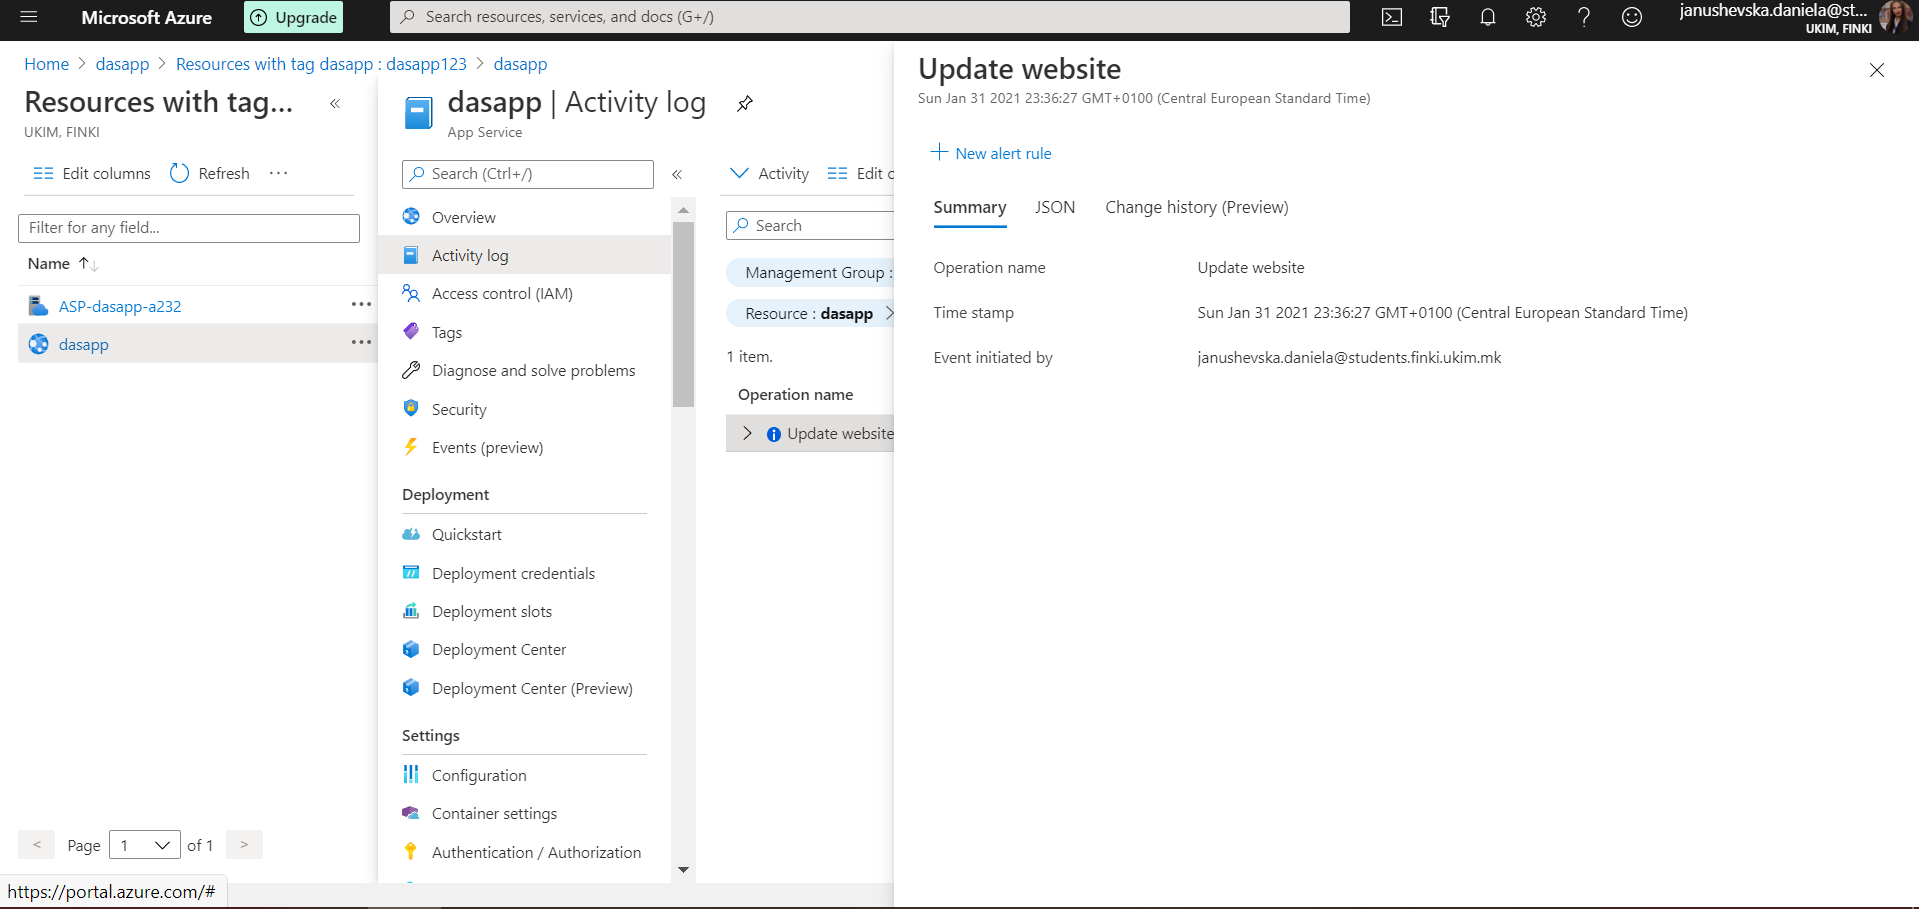 Microsoft Azure
Upgrade
Search resources, services, and docs (G+/)
janushevska.daniela@st...
UKIM, FINKI
Home > dasapp > Resources with tag dasapp : dasapp123 > dasapp
Resources with tag...
UKIM, FINKI
Edit columns
Refresh
Filter for any field...
Name
ASP-dasapp-a232
dasapp
< Page 1 of 1 >
https://portal.azure.com/#
dasapp | Activity log
App Service
Search (Ctrl+/)
Overview
Activity log
Access control (IAM)
Tags
Diagnose and solve problems
Security
Events (preview)
Deployment
Quickstart
Deployment credentials
Deployment slots
Deployment Center
Deployment Center (Preview)
Settings
Configuration
Container settings
Authentication / Authorization
Activity
Edit c
Search
Management Group :
Resource : dasapp
1 item.
Operation name
Update website
Update website
Sun Jan 31 2021 23:36:27 GMT+0100 (Central European Standard Time)
New alert rule
Summary JSON Change history (Preview)
Operation name Update website
Time stamp Sun Jan 31 2021 23:36:27 GMT+0100 (Central European Standard Time)
Event initiated by janushevska.daniela@students.finki.ukim.mk